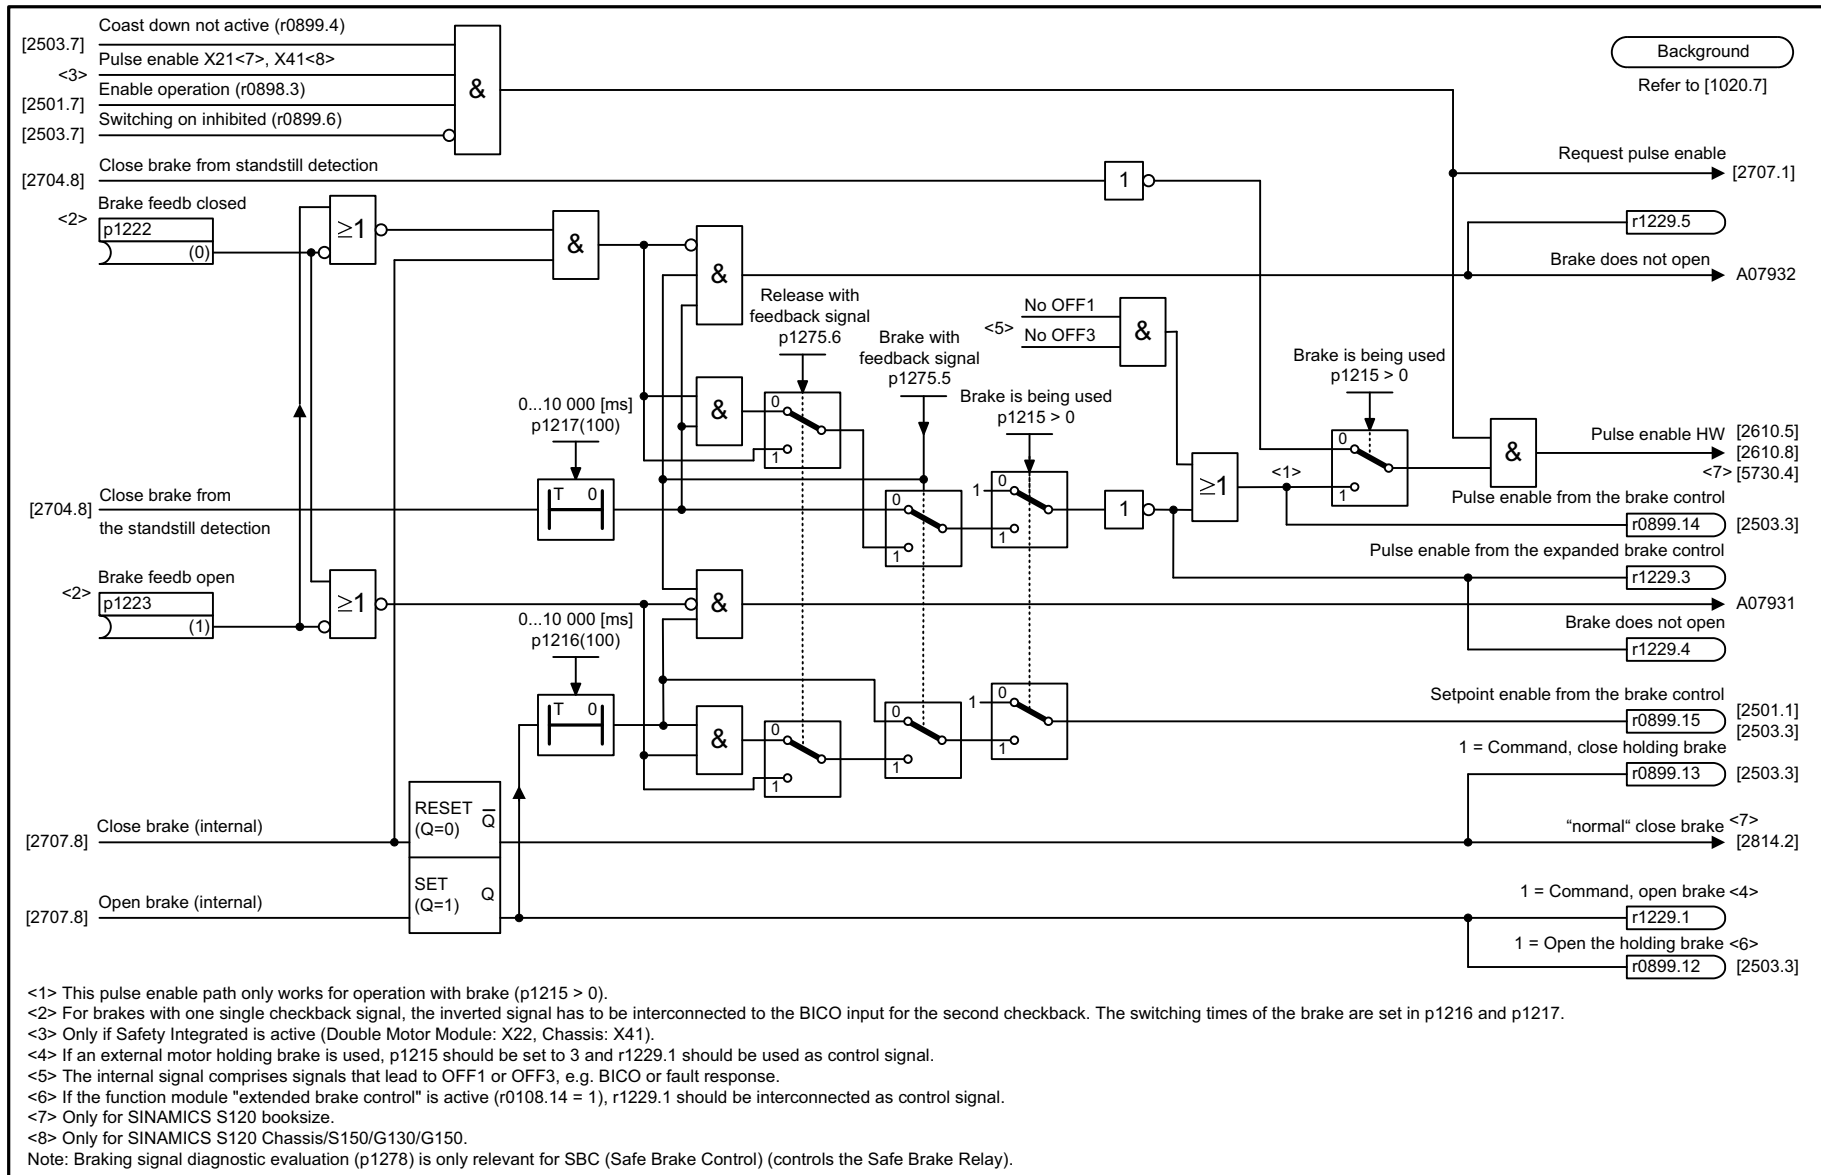 Coast down not active (r0899.4)
[2503.7]
Pulse enable X21<7>, X41<8>
<3>
Enable operation (r0898.3)
[2501.7]
Switching on inhibited (r0899.6)
[2503.7]
&
Background
Refer to [1020.7]
Close brake from standstill detection
[2704.8]
1
Request pulse enable
[2707.1]
Brake feedb closed
<2>
p1222
(0)
≥1
&
&
r1229.5
Brake does not open
A07932
Release with
feedback signal
p1275.6
Brake with
feedback signal
p1275.5
No OFF1
<5>
No OFF3
&
Brake is being used
p1215 > 0
Brake is being used
p1215 > 0
0...10 000 [ms]
p1217(100)
&
0
1
0
1
&
Pulse enable HW
[2610.5]
[2610.8]
<7> [5730.4]
Close brake from
[2704.8]
the standstill detection
T 0
0
1
1
0
1
1
≥1
<1>
Pulse enable from the brake control
r0899.14
[2503.3]
Pulse enable from the expanded brake control
r1229.3
Brake feedb open
<2>
p1223
(1)
≥1
&
A07931
0...10 000 [ms]
p1216(100)
Brake does not open
r1229.4
T 0
&
0
1
0
1
1
0
1
Setpoint enable from the brake control
r0899.15
[2501.1]
[2503.3]
1 = Command, close holding brake
r0899.13
[2503.3]
RESET
(Q=0)
Q̅
Close brake (internal)
[2707.8]
“normal“ close brake
<7>
[2814.2]
SET
(Q=1)
Q
Open brake (internal)
[2707.8]
1 = Command, open brake <4>
r1229.1
1 = Open the holding brake <6>
r0899.12
[2503.3]
<1> This pulse enable path only works for operation with brake (p1215 > 0).
<2> For brakes with one single checkback signal, the inverted signal has to be interconnected to the BICO input for the second checkback. The switching times of the brake are set in p1216 and p1217.
<3> Only if Safety Integrated is active (Double Motor Module: X22, Chassis: X41).
<4> If an external motor holding brake is used, p1215 should be set to 3 and r1229.1 should be used as control signal.
<5> The internal signal comprises signals that lead to OFF1 or OFF3, e.g. BICO or fault response.
<6> If the function module "extended brake control" is active (r0108.14 = 1), r1229.1 should be interconnected as control signal.
<7> Only for SINAMICS S120 booksize.
<8> Only for SINAMICS S120 Chassis/S150/G130/G150.
Note: Braking signal diagnostic evaluation (p1278) is only relevant for SBC (Safe Brake Control) (controls the Safe Brake Relay).